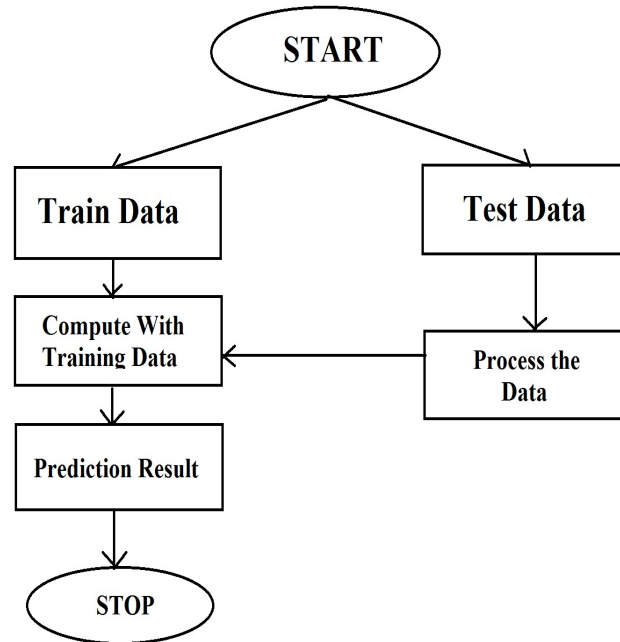 START
Train Data
Test Data
Compute With
Training Data
Process the
Data
Prediction Result
STOP